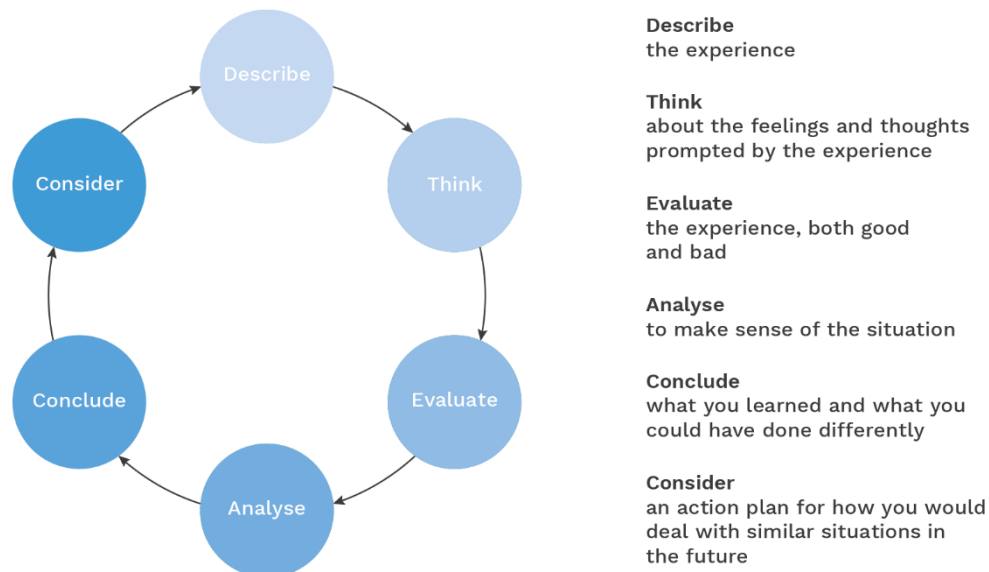 Describe
Think
Evaluate
Analyse
Conclude
Consider
Describe
the experience
Think
about the feelings and thoughts
prompted by the experience
Evaluate
the experience, both good
and bad
Analyse
to make sense of the situation
Conclude
what you learned and what you
could have done differently
Consider
an action plan for how you would
deal with similar situations in
the future